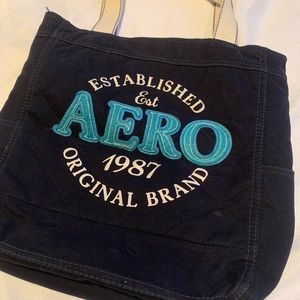 ESTABLISHED
Est
AERO
1987
ORIGINAL BRAND